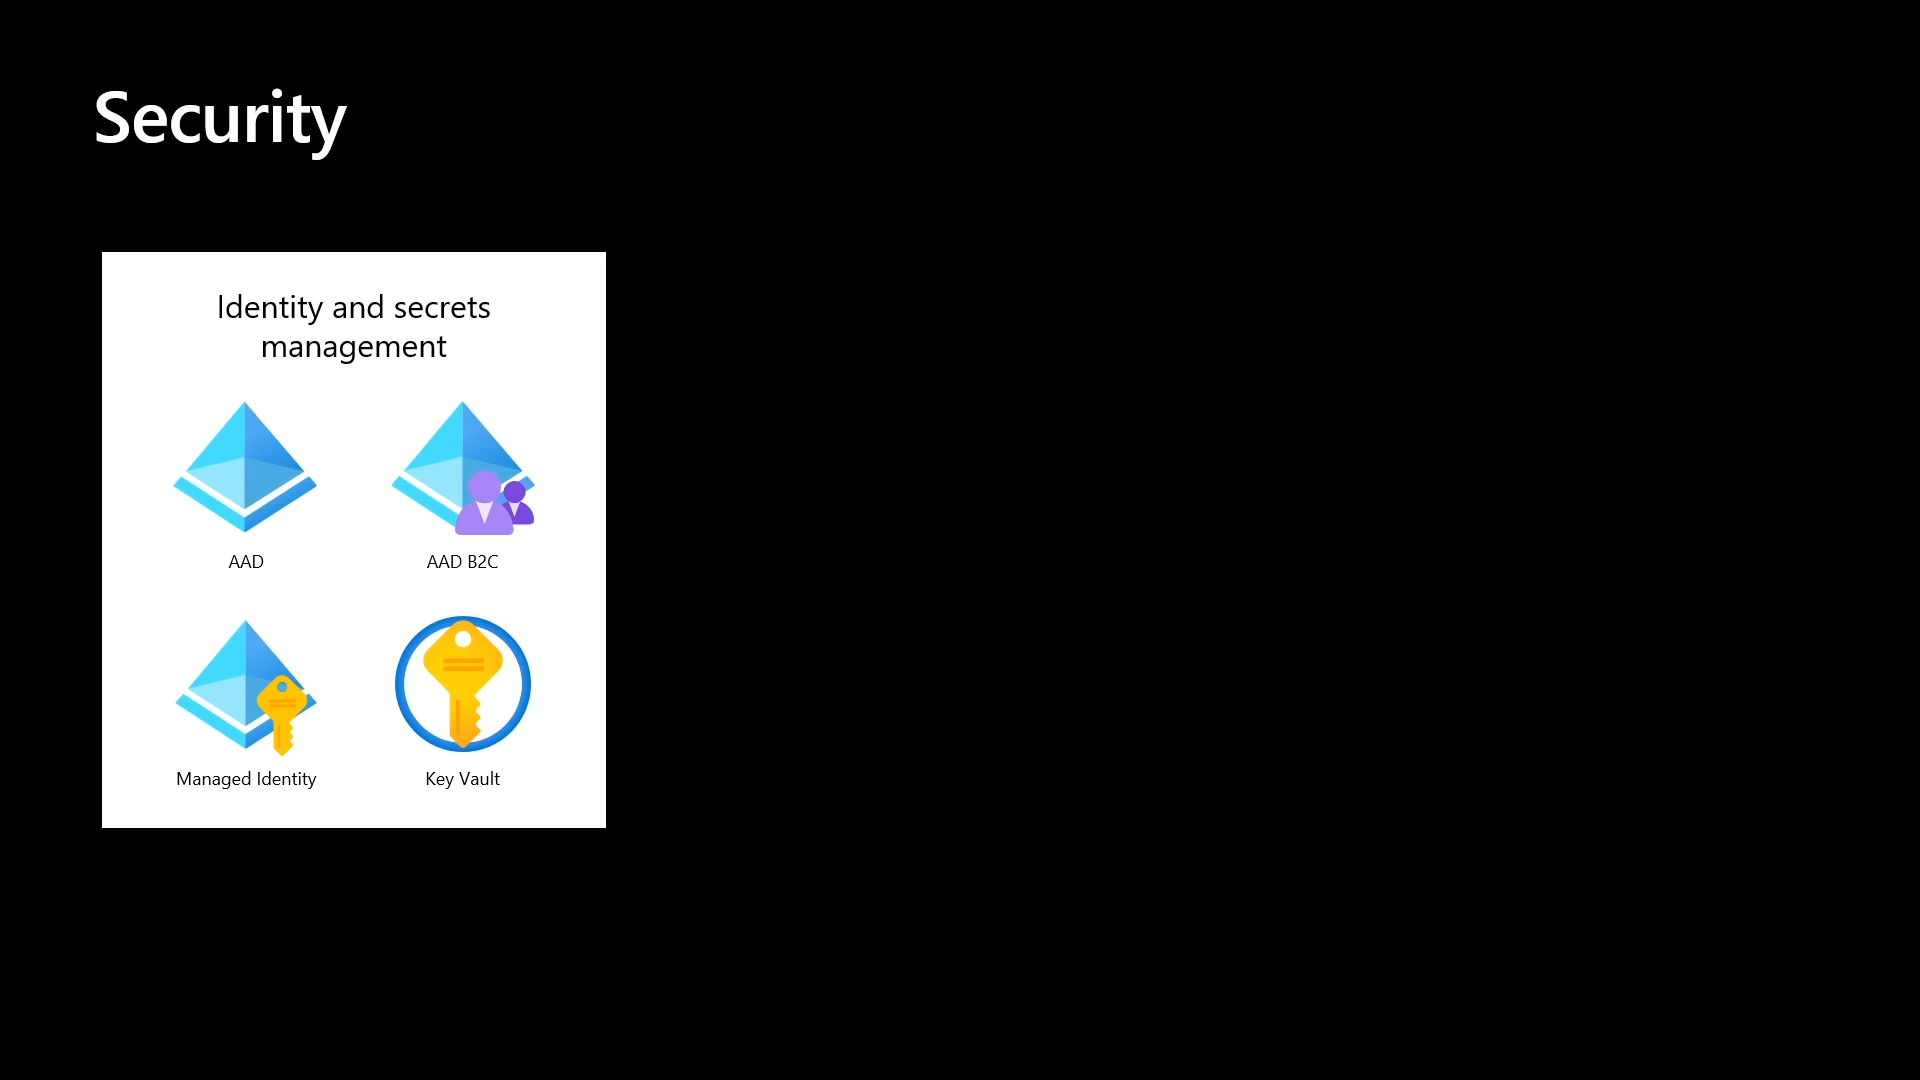 Security
Identity and secrets
management
AAD
AAD B2C
Managed Identity
Key Vault